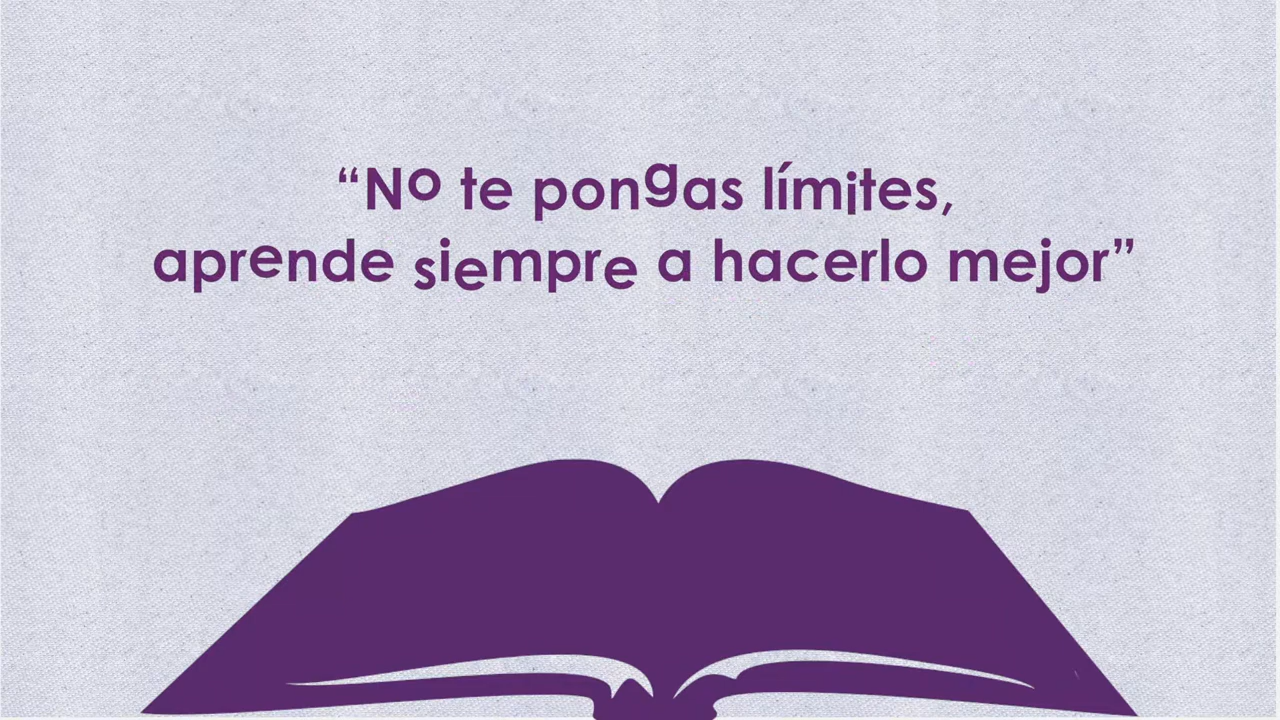 “No te pongas límites,
aprende siempre a hacerlo mejor”